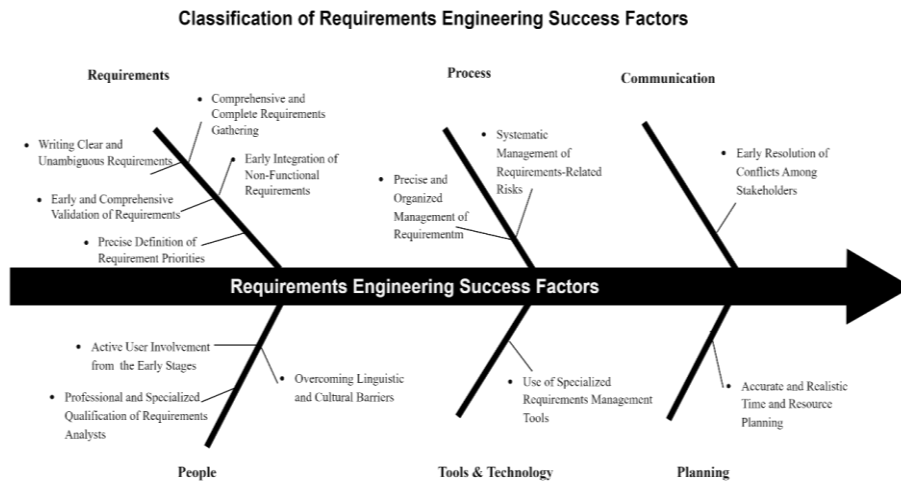 Classification of Requirements Engineering Success Factors
Requirements
Process
Communication
• Comprehensive and
Complete Requirements
Gathering
• Writing Clear and
Unambiguous Requirements
• Early Integration of
Non-Functional
Requirements
• Early and Comprehensive
Validation of Requirements
• Precise Definition of
Requirement Priorities
• Systematic
Management of
Requirements-Related
Risks
• Precise and
Organized
Management of
Requirementm
• Early Resolution of
Conflicts Among
Stakeholders
Requirements Engineering Success Factors
• Active User Involvement
from the Early Stages
• Overcoming Linguistic
and Cultural Barriers
• Professional and Specialized
Qualification of Requirements
Analysts
• Use of Specialized
Requirements Management
Tools
• Accurate and Realistic
Time and Resource
Planning
People
Tools & Technology
Planning